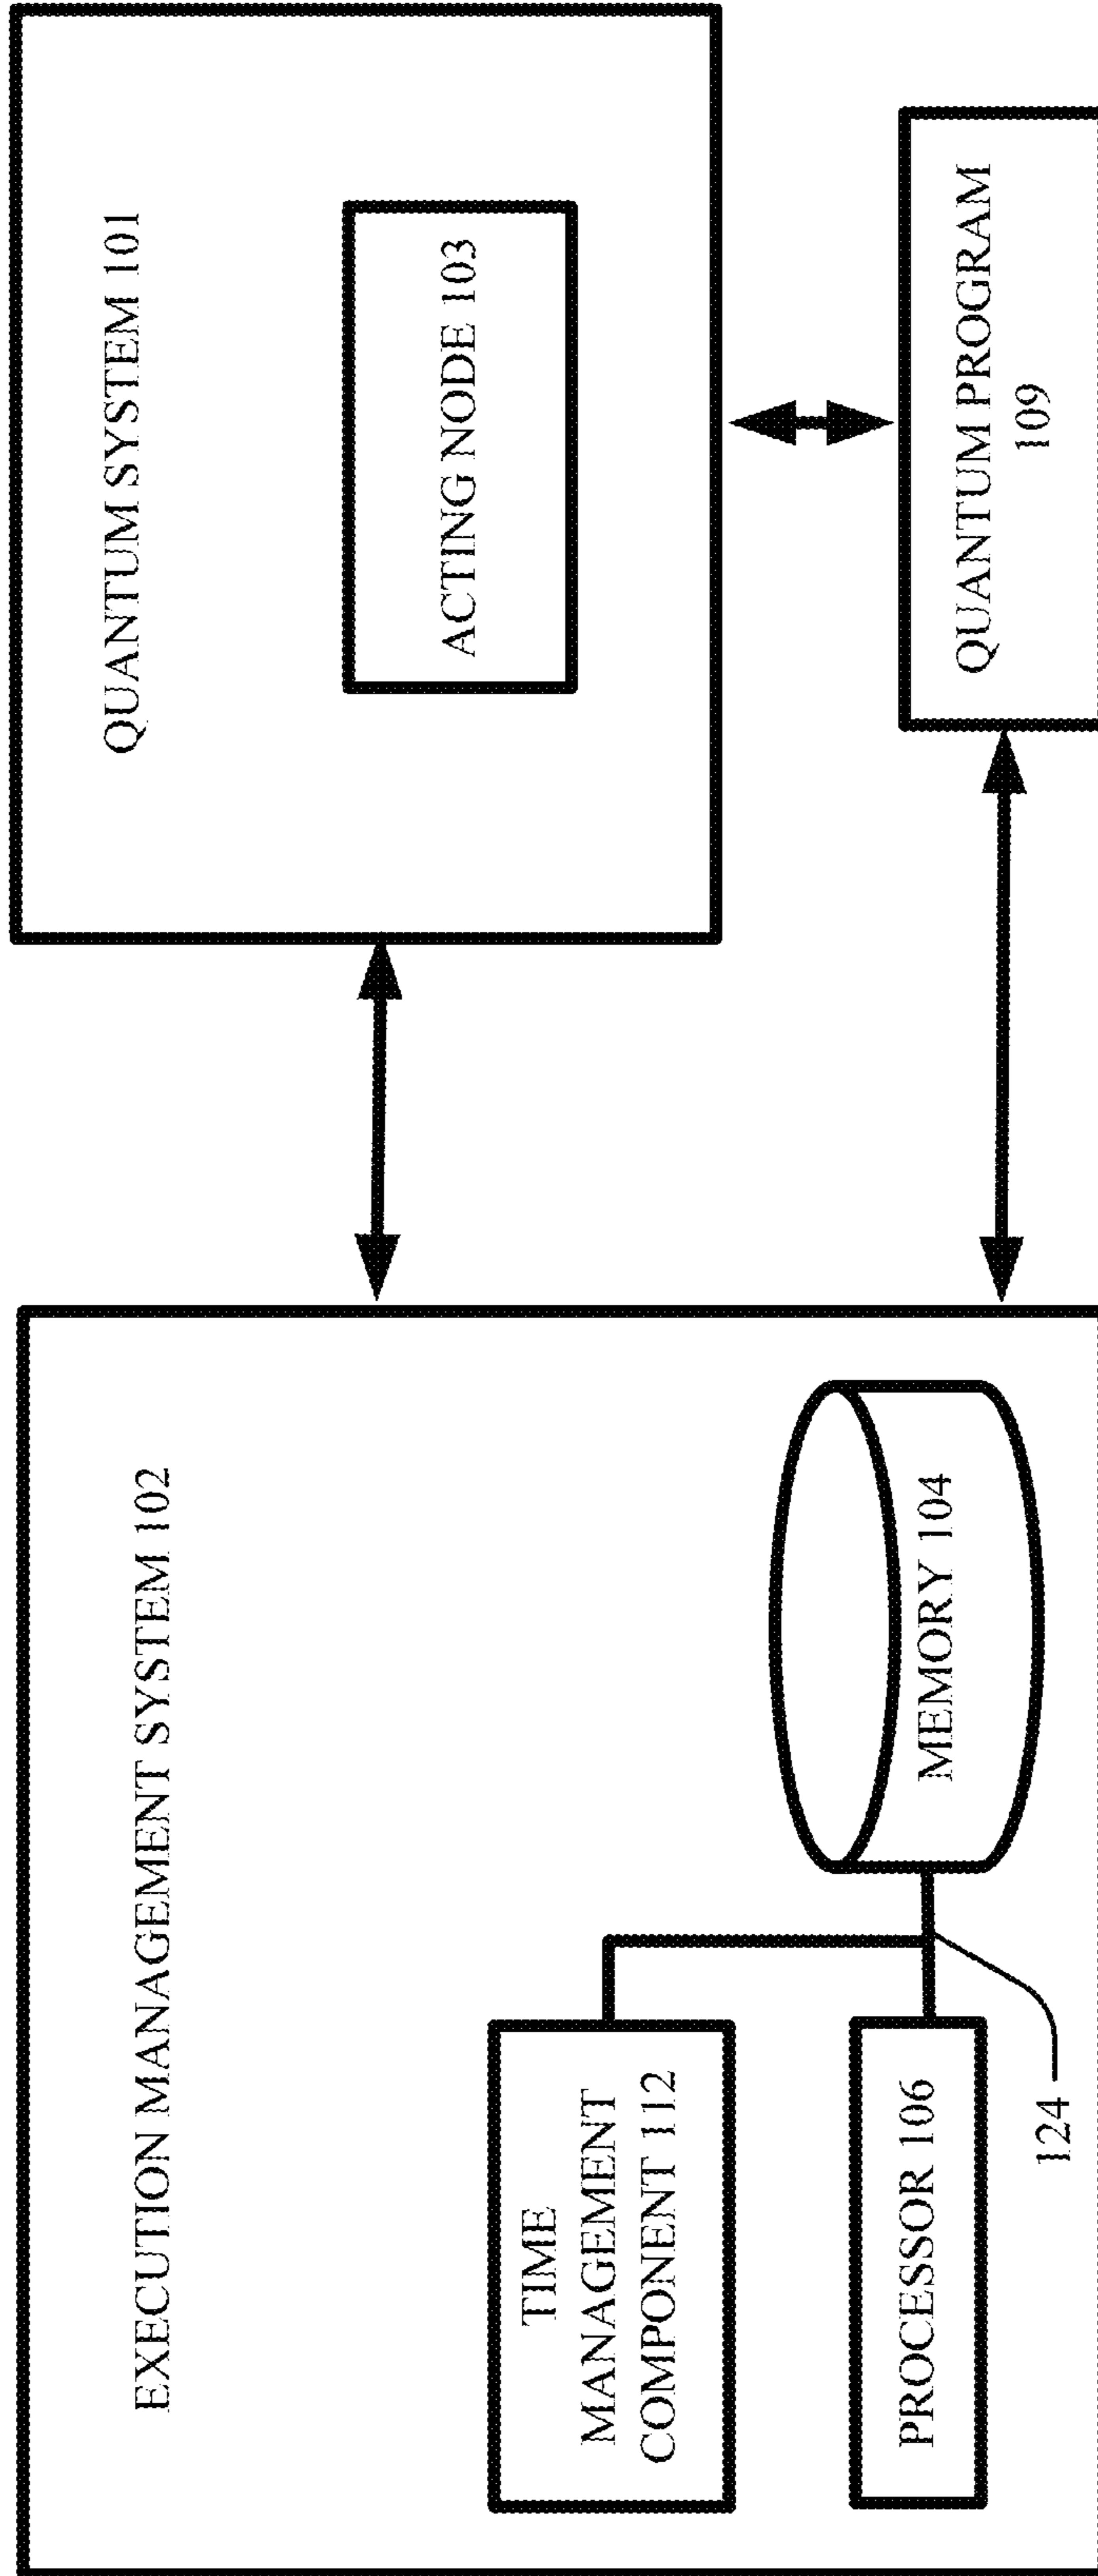 EXECUTION MANAGEMENT SYSTEM 102
TIME
MANAGEMENT
COMPONENT 112
PROCESSOR 106
MEMORY 104
124
QUANTUM SYSTEM 101
ACTING NODE 103
QUANTUM PROGRAM
109